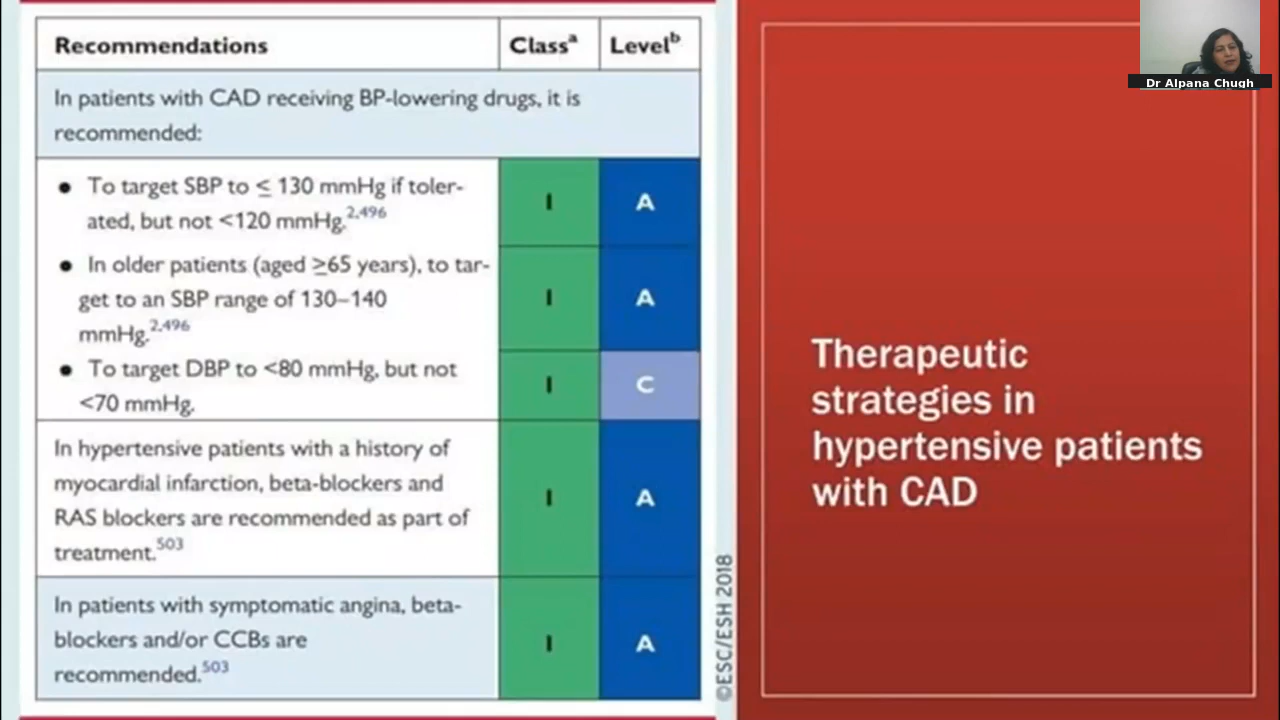 Recommendations Classᵃ Levelᵇ
In patients with CAD receiving BP-lowering drugs, it is
recommended:
● To target SBP to ≤ 130 mmHg if toler-
ated, but not <120 mmHg.2,496
I A
● In older patients (aged ≥65 years), to tar-
get to an SBP range of 130–140
mmHg.2,496
I A
● To target DBP to <80 mmHg, but not
<70 mmHg.
I C
In hypertensive patients with a history of
myocardial infarction, beta-blockers and
RAS blockers are recommended as part of
treatment.503
I A
In patients with symptomatic angina, beta-
blockers and/or CCBs are
recommended.503
I A
©ESC/ESH 2018
Therapeutic
strategies in
hypertensive patients
with CAD
Dr Alpana Chugh